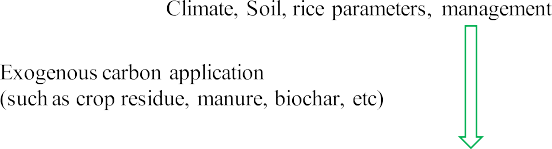 Climate, Soil, rice parameters, management
Exogenous carbon application
(such as crop residue, manure, biochar, etc)